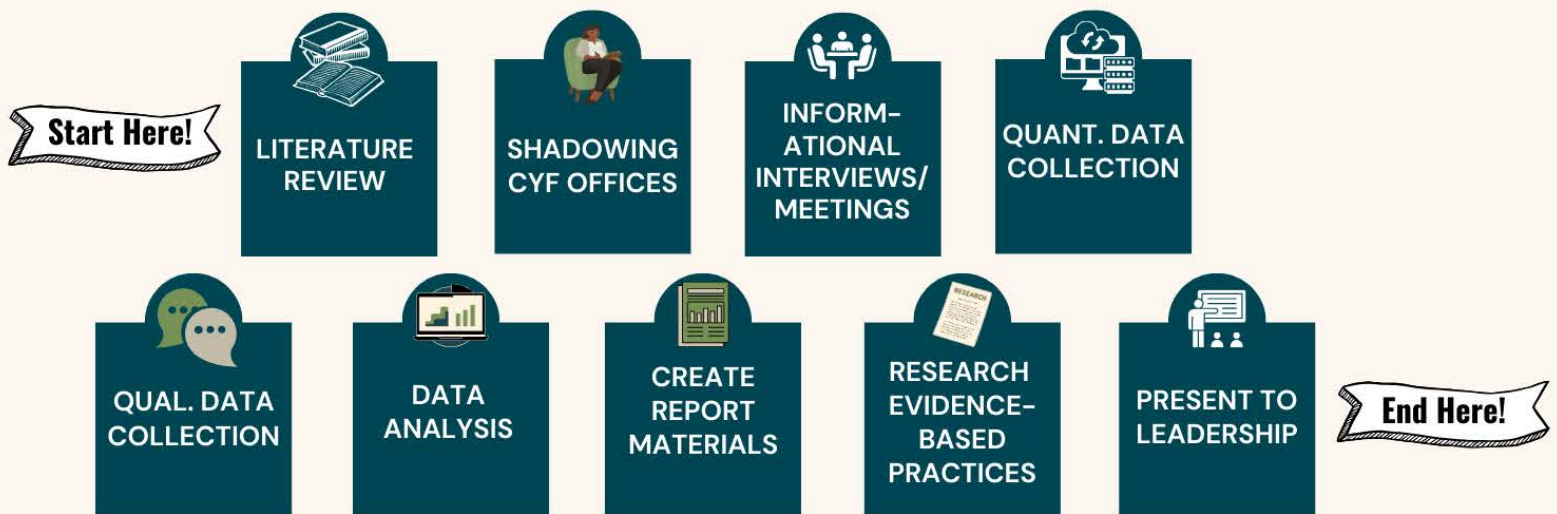 Start Here!
LITERATURE
REVIEW
SHADOWING
CYF OFFICES
INFORM-
ATIONAL
INTERVIEWS/
MEETINGS
QUANT. DATA
COLLECTION
QUAL. DATA
COLLECTION
DATA
ANALYSIS
CREATE
REPORT
MATERIALS
RESEARCH
RESEARCH
EVIDENCE-
BASED
PRACTICES
PRESENT TO
LEADERSHIP
End Here!